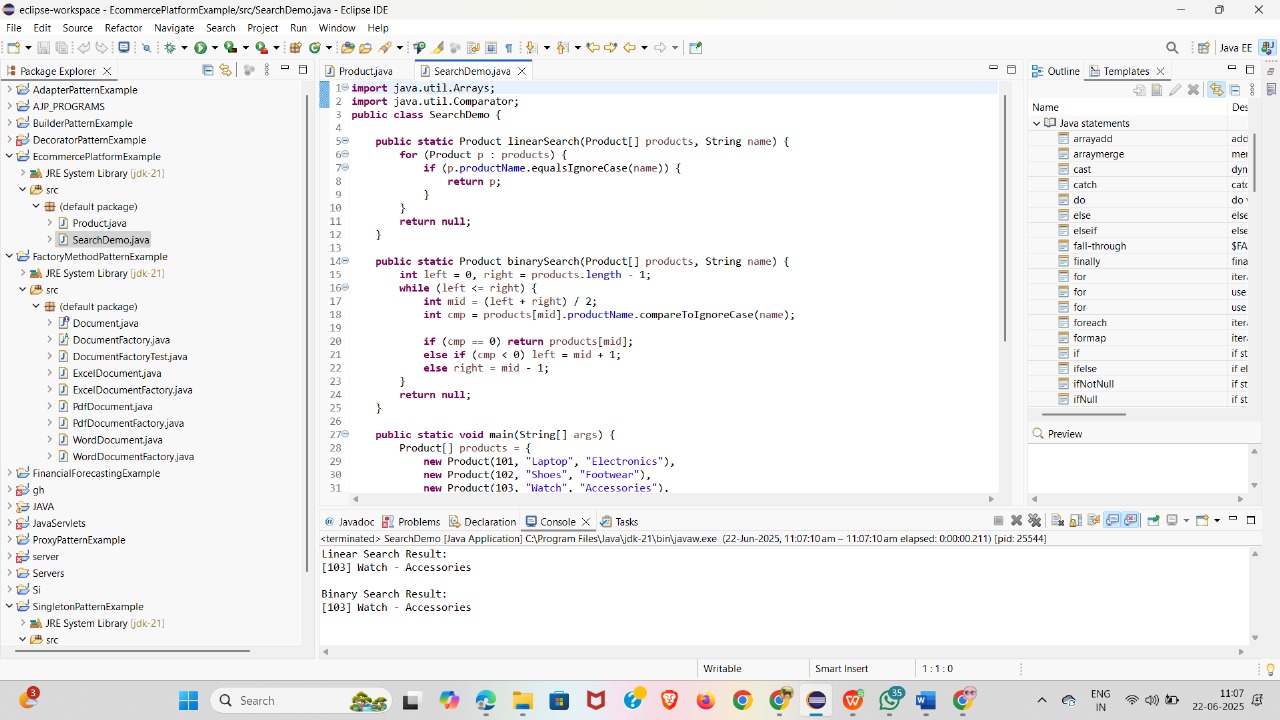 eclipse-workspace - EcommercePlatformExample/src/SearchDemo.java - Eclipse IDE
File Edit Source Refactor Navigate Search Project Run Window Help
Java EE
Package Explorer
AdapterPatternExample
AJP_PROGRAMS
BuilderPatternExample
DecoratorPatternExample
EcommercePlatformExample
JRE System Library [jdk-21]
src
(default package)
Product.java
SearchDemo.java
FactoryMethodPatternExample
JRE System Library [jdk-21]
src
(default package)
Document.java
DocumentFactory.java
DocumentFactoryTest.java
ExcelDocument.java
ExcelDocumentFactory.java
PdfDocument.java
PdfDocumentFactory.java
WordDocument.java
WordDocumentFactory.java
FinancialForecastingExample
gh
JAVA
JavaServlets
ProxyPatternExample
server
Servers
Si
SingletonPatternExample
JRE System Library [jdk-21]
src
Product.java SearchDemo.java
1 import java.util.Arrays;
2 import java.util.Comparator;
3 public class SearchDemo {
4
5 public static Product linearSearch(Product[] products, String name) {
6 for (Product p : products) {
7 if (p.productName.equalsIgnoreCase(name)) {
8 return p;
9 }
10 }
11 return null;
12 }
13
14 public static Product binarySearch(Product[] products, String name) {
15 int left = 0, right = products.length - 1;
16 while (left <= right) {
17 int mid = (left + right) / 2;
18 int cmp = products[mid].productName.compareToIgnoreCase(name);
19
20 if (cmp == 0) return products[mid];
21 else if (cmp < 0) left = mid + 1;
22 else right = mid - 1;
23 }
24 return null;
25 }
26
27 public static void main(String[] args) {
28 Product[] products = {
29 new Product(101, "Laptop", "Electronics"),
30 new Product(102, "Shoes", "Footwear"),
31 new Product(103, "Watch", "Accessories"),
Outline Templates
Name Des
Java statements
arrayadd add
arraymerge mer
cast dyn
catch catc
do do v
else else
elseif else
fall-through $FA
finally fina
for iter
for use
for use
foreach iter
formap iter
if if st
ifelse if el
ifNotNull if st
ifNull if st
Preview
Javadoc Problems Declaration Console Tasks
<terminated> SearchDemo [Java Application] C:\Program Files\Java\jdk-21\bin\javaw.exe (22-Jun-2025, 11:07:10 am – 11:07:10 am elapsed: 0:00:00.211) [pid: 25544]
Linear Search Result:
[103] Watch - Accessories
Binary Search Result:
[103] Watch - Accessories
Writable Smart Insert 1 : 1 : 0
3
Search
35
ENG
IN
11:07
22-06-2025